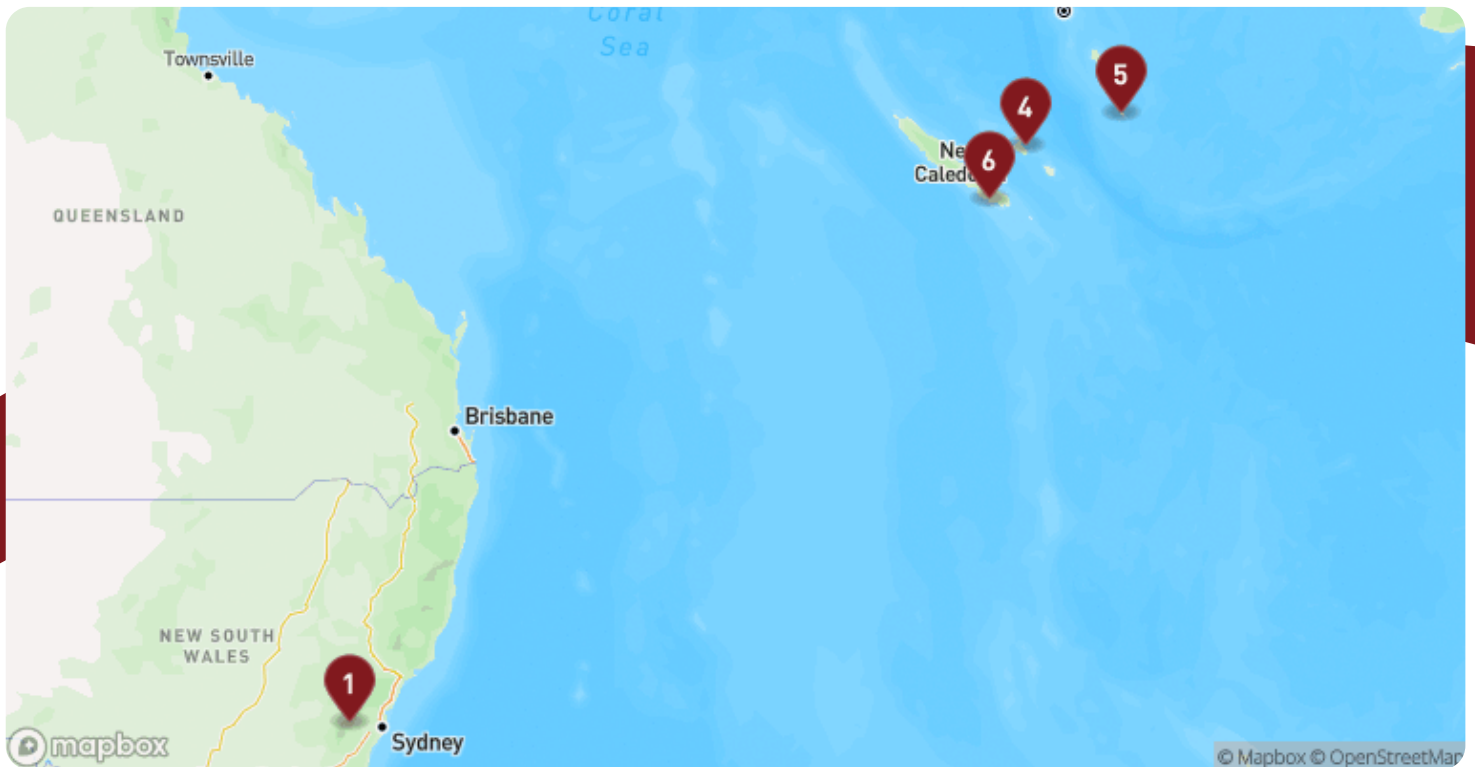 Coral
Sea
Townsville
5
4
6
QUEENSLAND
Brisbane
NEW SOUTH
WALES
1
Sydney
mapbox
© Mapbox © OpenStreetMap